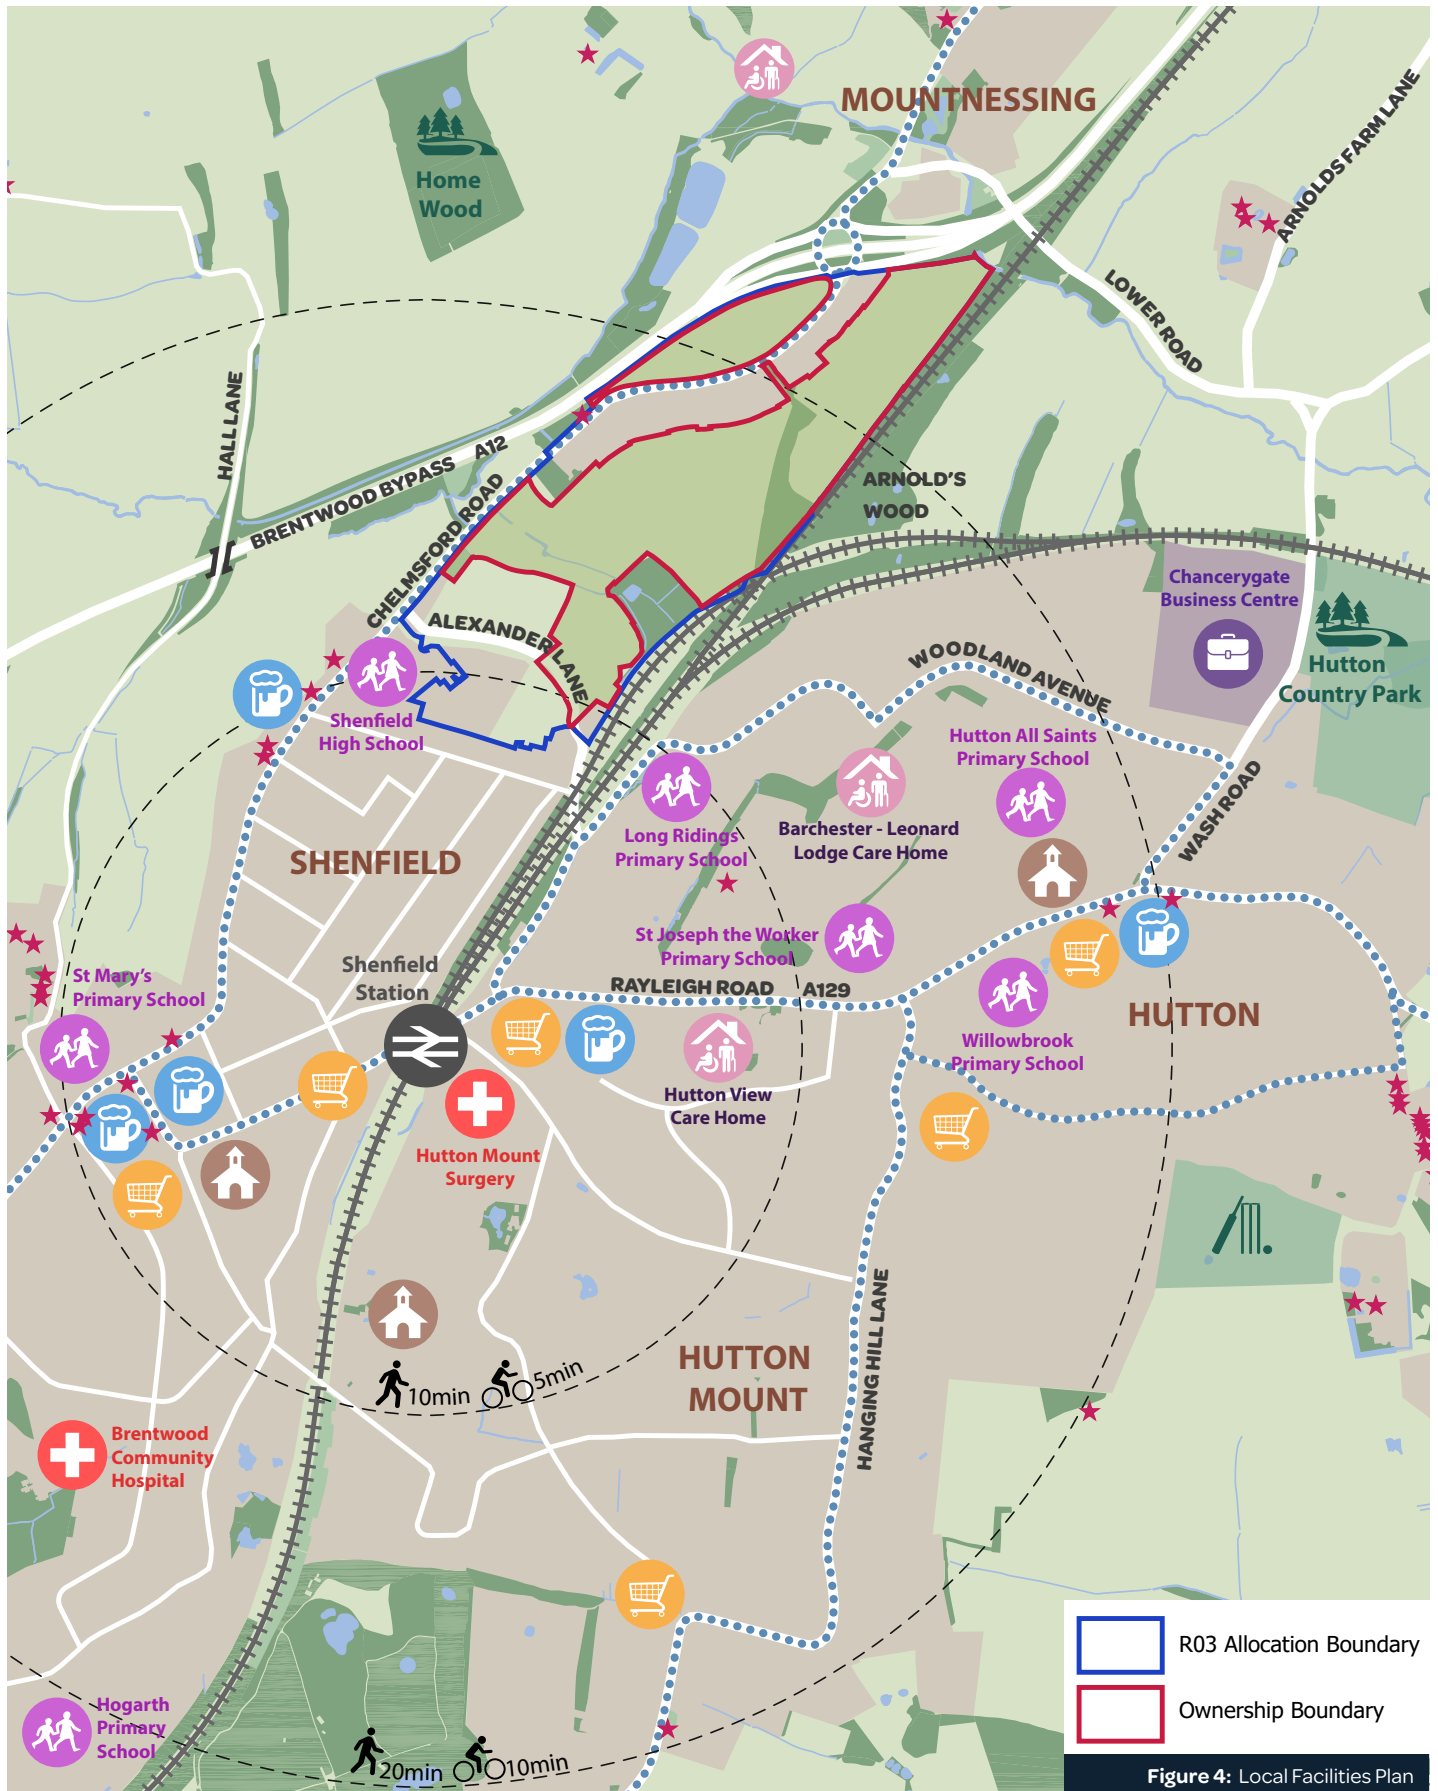 MOUNTNESSING
Home
Wood
ARNOLDS FARM LANE
LOWER ROAD
HALL LANE
BRENTWOOD BYPASS A12
CHELMSFORD ROAD
ARNOLD'S
WOOD
ALEXANDER LANE
Chancerygate
Business Centre
Hutton
Country Park
WOODLAND AVENUE
Shenfield
High School
Hutton All Saints
Primary School
WASH ROAD
Long Ridings
Primary School
Barchester - Leonard
Lodge Care Home
SHENFIELD
St Joseph the Worker
Primary School
Shenfield
Station
St Mary's
Primary School
RAYLEIGH ROAD A129
HUTTON
Willowbrook
Primary School
Hutton View
Care Home
Hutton Mount
Surgery
HANGING HILL LANE
HUTTON
MOUNT
10min
5min
Brentwood
Community
Hospital
Hogarth
Primary
School
20min
10min
R03 Allocation Boundary
Ownership Boundary
Figure 4: Local Facilities Plan